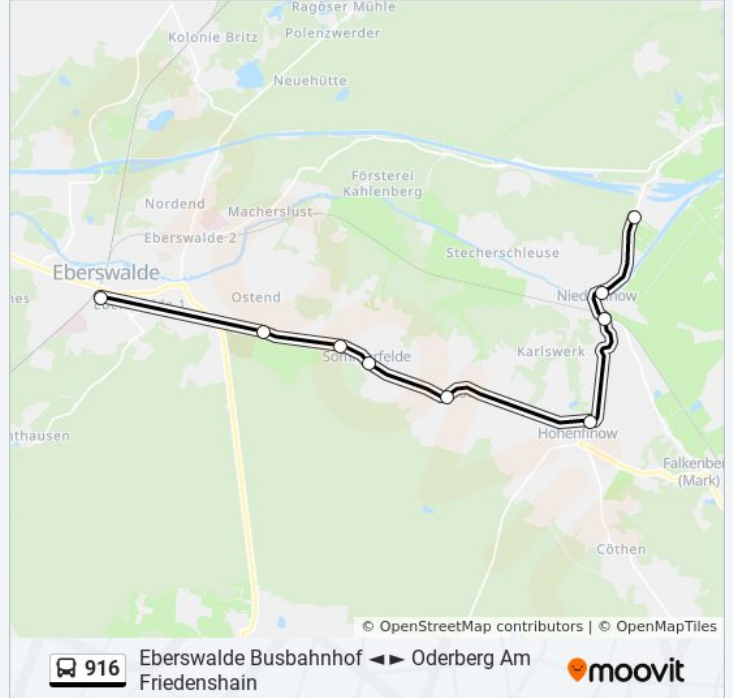 Ragöser Mühle
Kolonie Britz
Polenzwerder
Neuehütte
Försterei
Kahlenberg
Nordend
Macherslust
Eberswalde 2
Stecherschleuse
Eberswalde
Ostend
Karlswerk
Hohenfinow
Falkenber
(Mark)
Cöthen
© OpenStreetMap contributors | © OpenMapTiles
916
Eberswalde Busbahnhof ◄ ► Oderberg Am
Friedenshain
moovit